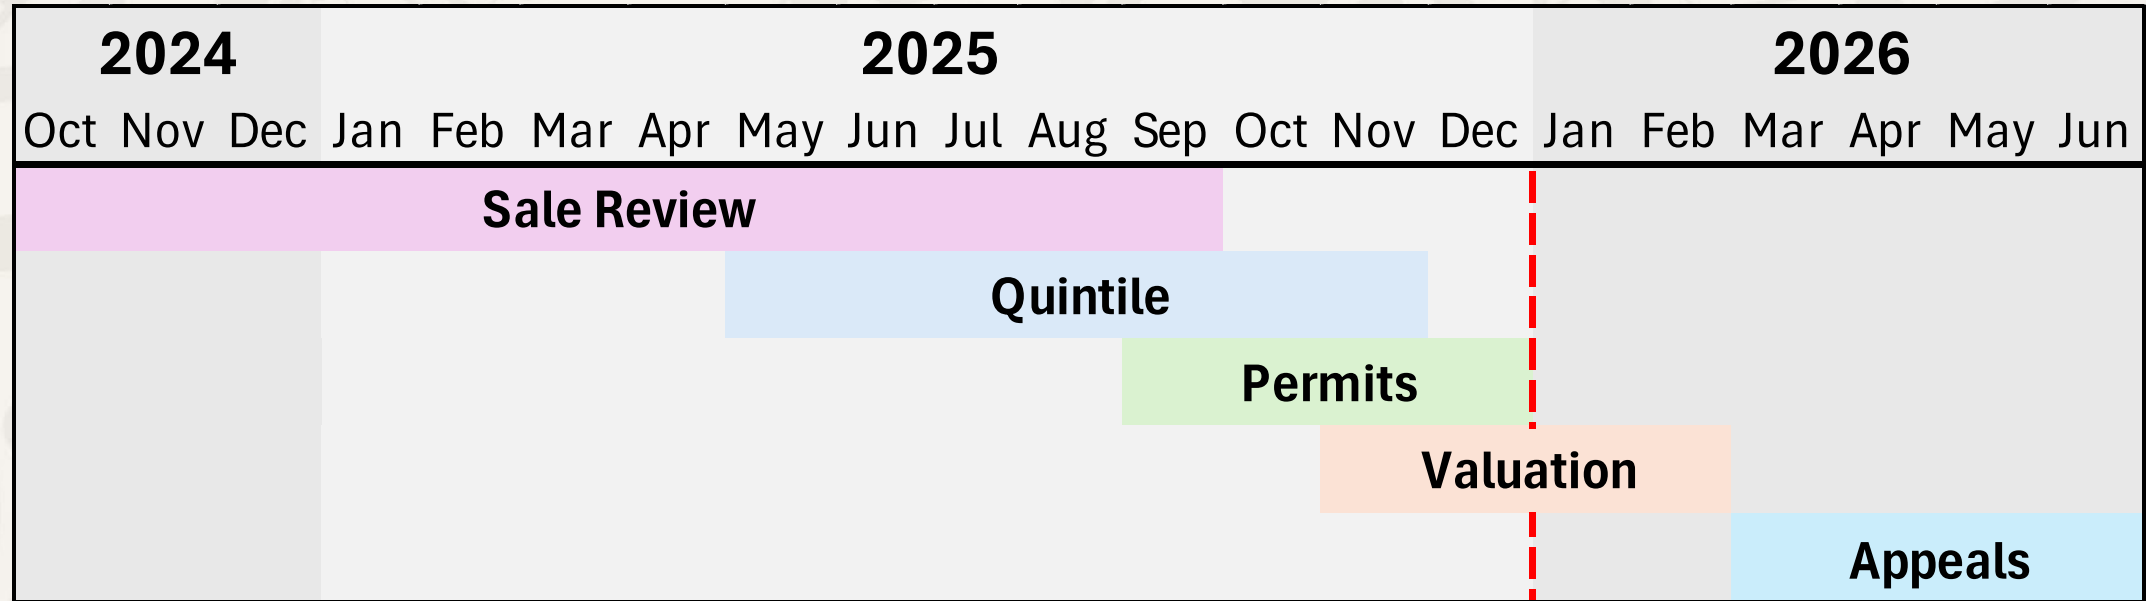 2024 2025 2026
Oct Nov Dec Jan Feb Mar Apr May Jun Jul Aug Sep Oct Nov Dec Jan Feb Mar Apr May Jun
Sale Review
Quintile
Permits
Valuation
Appeals